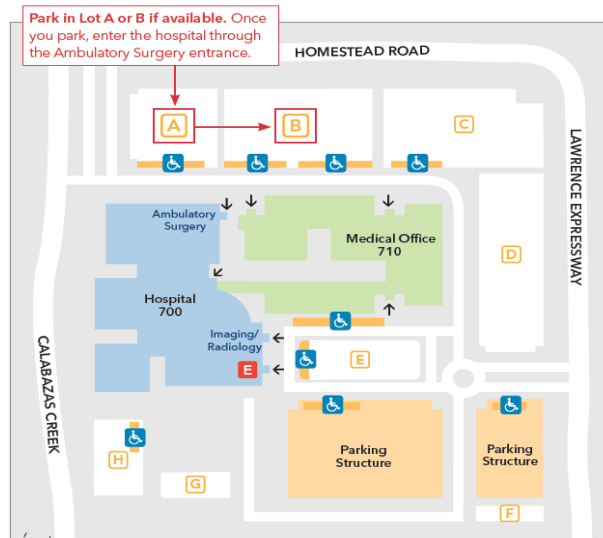 Park in Lot A or B if available. Once
you park, enter the hospital through
the Ambulatory Surgery entrance.
HOMESTEAD ROAD
A
B
C
LAWRENCE EXPRESSWAY
Ambulatory
Surgery
Medical Office
710
D
Hospital
700
Imaging/
Radiology
E
E
CALABAZAS CREEK
Parking
Structure
Parking
Structure
H
G
F